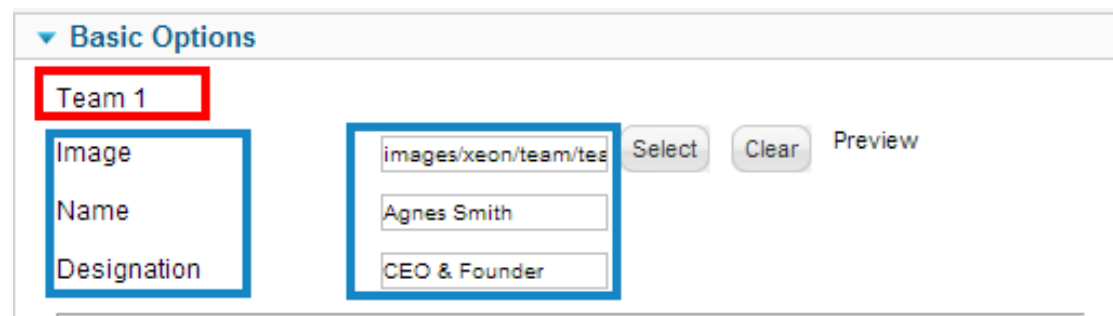 Basic Options
Team 1
Image images/xeon/team/tea Select Clear Preview
Name Agnes Smith
Designation CEO & Founder